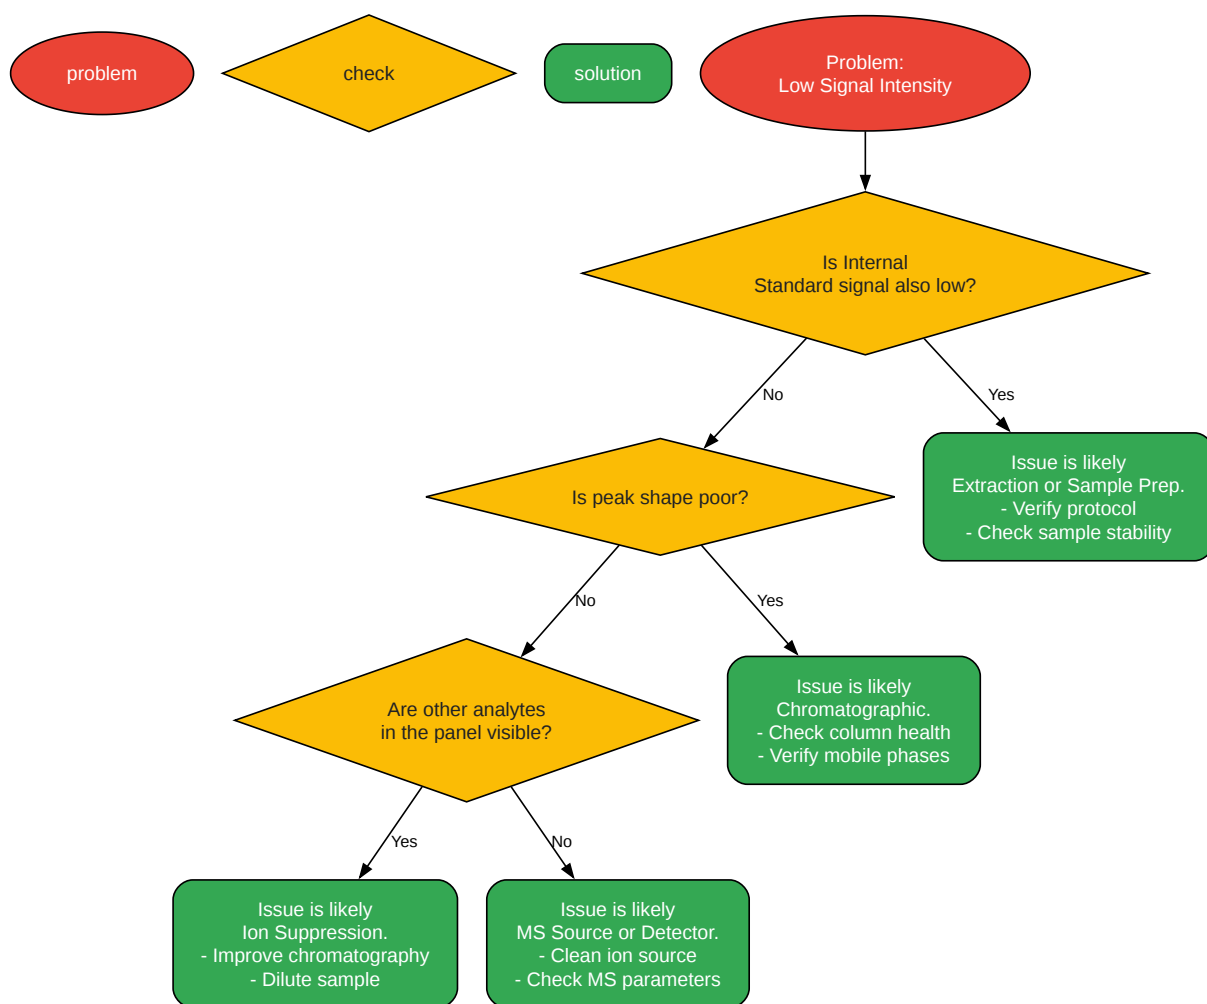 problem
check
solution
Problem:
Low Signal Intensity
Is Internal
Standard signal also low?
No
Yes
Is peak shape poor?
Issue is likely
Extraction or Sample Prep.
- Verify protocol
- Check sample stability
No
Yes
Are other analytes
in the panel visible?
Issue is likely
Chromatographic.
- Check column health
- Verify mobile phases
Yes
No
Issue is likely
Ion Suppression.
- Improve chromatography
- Dilute sample
Issue is likely
MS Source or Detector.
- Clean ion source
- Check MS parameters